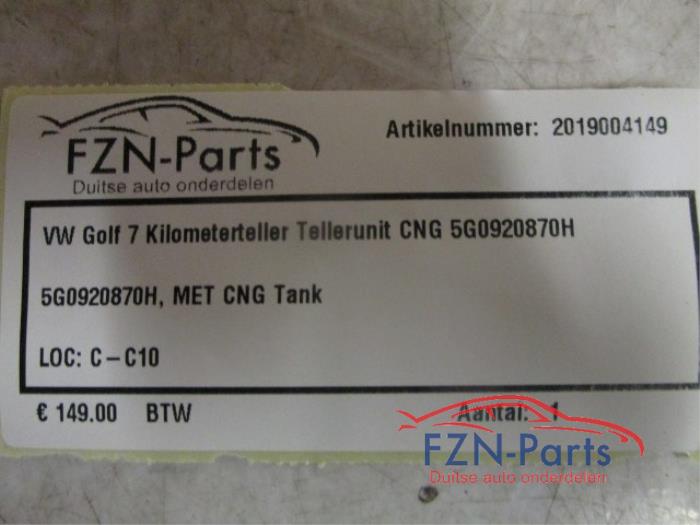 FZN-Parts
Duitse auto onderdelen
Artikelnummer: 2019004149
VW Golf 7 Kilometerteller Tellerunit CNG 5G0920870H
5G0920870H, MET CNG Tank
LOC: C-C10
€ 149.00 BTW Aantal: 1
FZN-Parts
Duitse auto onderdelen